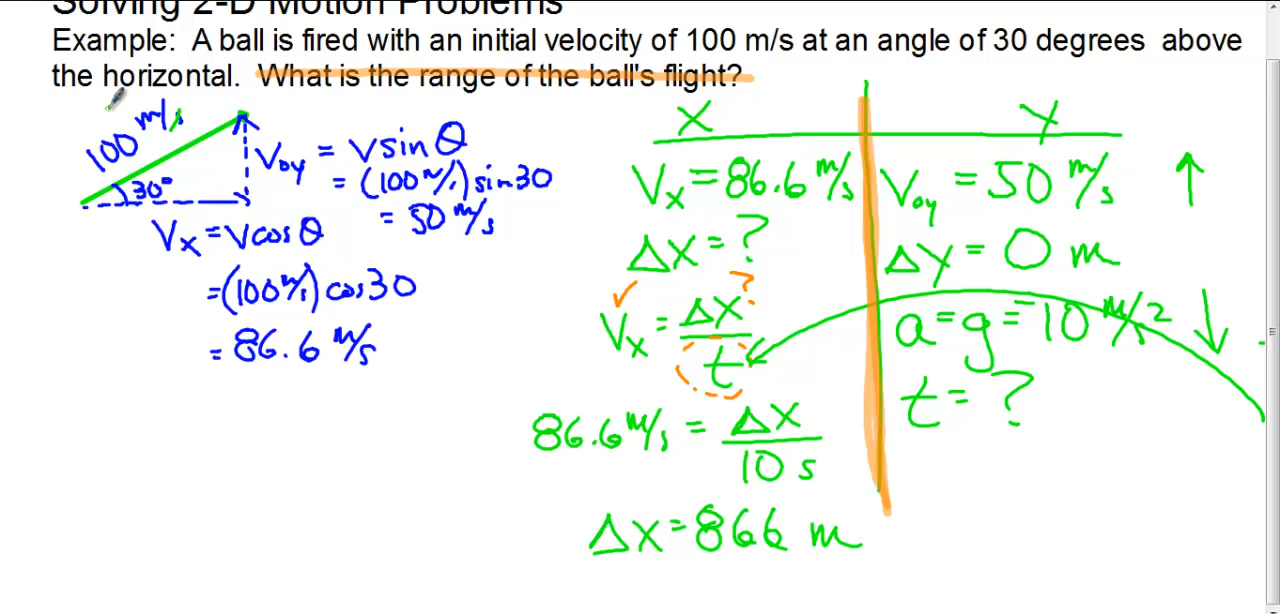 Solving 2-D Motion Problems
Example: A ball is fired with an initial velocity of 100 m/s at an angle of 30 degrees above
the horizontal. What is the range of the ball's flight?
100 m/s
30°
Voy = V sin θ
= (100 m/s) sin 30
= 50 m/s
Vx = V cos θ
= (100 m/s) cos 30
= 86.6 m/s
X
Vx = 86.6 m/s
Δx = ?
?
Vx = Δx / t
86.6 m/s = Δx / 10 s
Δx = 866 m
Y
Voy = 50 m/s ↑
Δy = 0 m
a = g = -10 m/s² ↓
t = ?